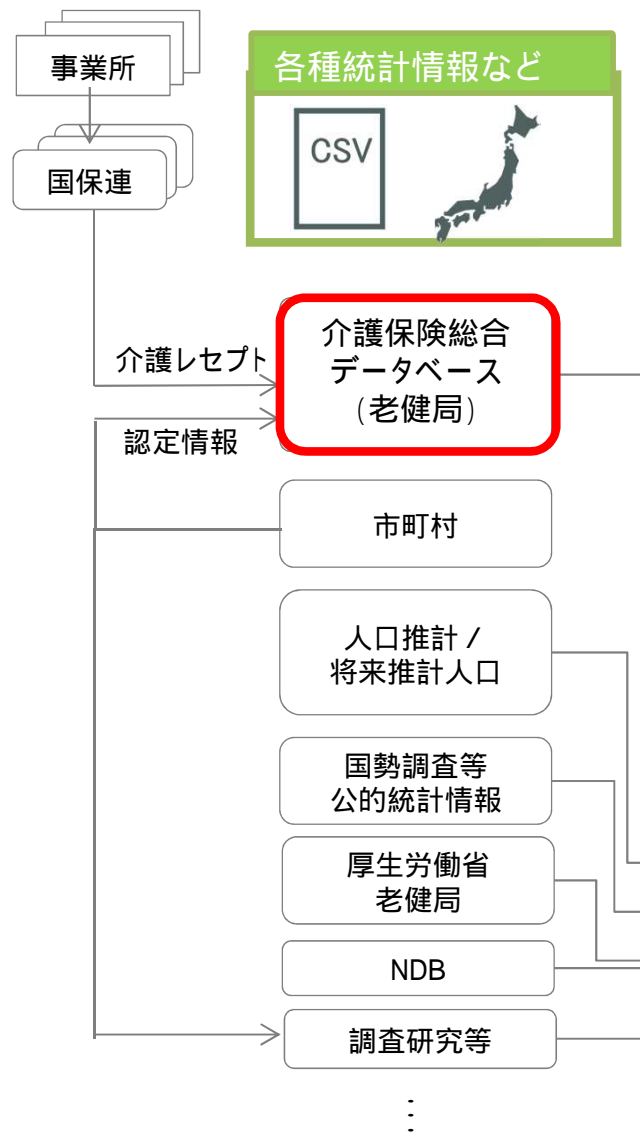 事業所
各種統計情報など
CSV
国保連
介護保険総合
データベース
(老健局)
介護レセプト
認定情報
市町村
人口推計/
将来推計人口
国勢調査等
公的統計情報
厚生労働省
老健局
NDB
調査研究等
⋮